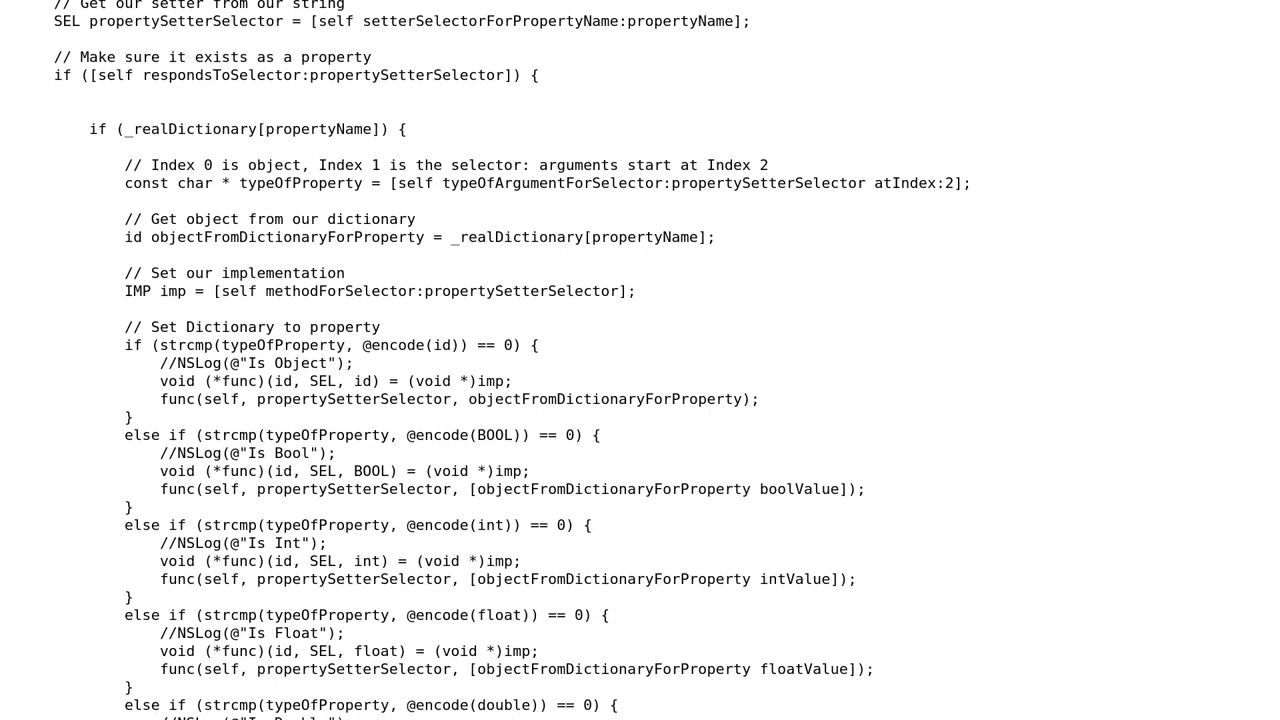 // Get our setter from our string
SEL propertySetterSelector = [self setterSelectorForPropertyName:propertyName];
// Make sure it exists as a property
if ([self respondsToSelector:propertySetterSelector]) {
if (_realDictionary[propertyName]) {
// Index 0 is object, Index 1 is the selector: arguments start at Index 2
const char * typeOfProperty = [self typeOfArgumentForSelector:propertySetterSelector atIndex:2];
// Get object from our dictionary
id objectFromDictionaryForProperty = _realDictionary[propertyName];
// Set our implementation
IMP imp = [self methodForSelector:propertySetterSelector];
// Set Dictionary to property
if (strcmp(typeOfProperty, @encode(id)) == 0) {
//NSLog(@"Is Object");
void (*func)(id, SEL, id) = (void *)imp;
func(self, propertySetterSelector, objectFromDictionaryForProperty);
}
else if (strcmp(typeOfProperty, @encode(BOOL)) == 0) {
//NSLog(@"Is Bool");
void (*func)(id, SEL, BOOL) = (void *)imp;
func(self, propertySetterSelector, [objectFromDictionaryForProperty boolValue]);
}
else if (strcmp(typeOfProperty, @encode(int)) == 0) {
//NSLog(@"Is Int");
void (*func)(id, SEL, int) = (void *)imp;
func(self, propertySetterSelector, [objectFromDictionaryForProperty intValue]);
}
else if (strcmp(typeOfProperty, @encode(float)) == 0) {
//NSLog(@"Is Float");
void (*func)(id, SEL, float) = (void *)imp;
func(self, propertySetterSelector, [objectFromDictionaryForProperty floatValue]);
}
else if (strcmp(typeOfProperty, @encode(double)) == 0) {